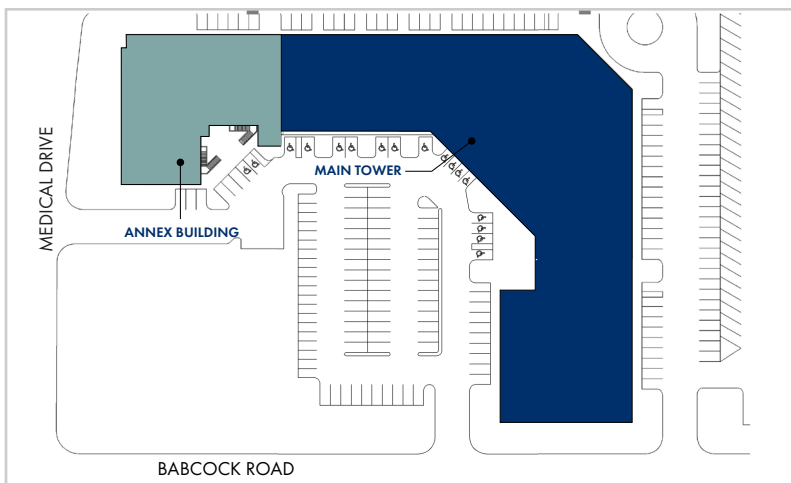 MEDICAL DRIVE
MAIN TOWER
ANNEX BUILDING
BABCOCK ROAD